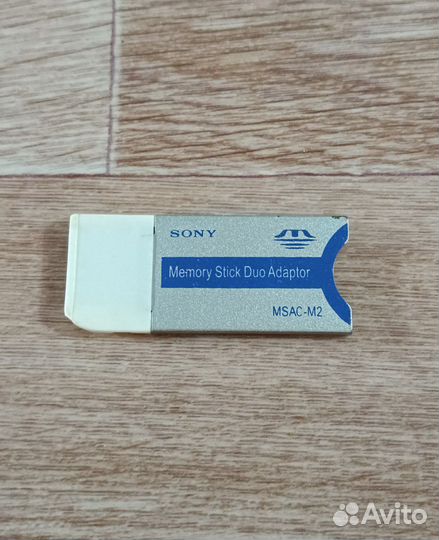 SONY
Memory Stick Duo Adaptor
MSAC-M2
Avito